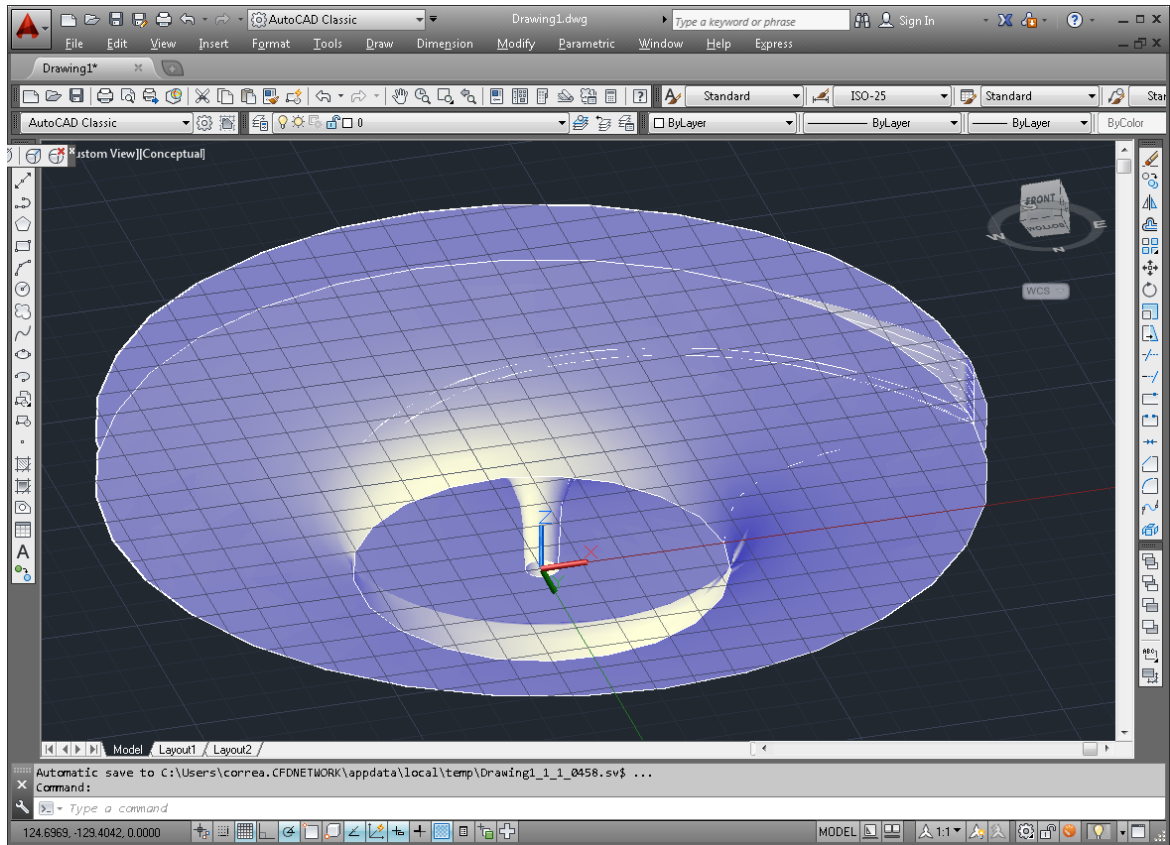 AutoCAD Classic Drawing1.dwg Type a keyword or phrase Sign In ?
File Edit View Insert Format Tools Draw Dimension Modify Parametric Window Help Express
Drawing1*
? Standard ISO-25 Standard Star
AutoCAD Classic 0 ByLayer ByLayer ByLayer ByColor
ustom View][Conceptual]
FRONT
BOTTOM
W N E
WCS
A
Z
X
Y
ABC
Model Layout1 Layout2
Automatic save to C:\Users\correa.CFDNETWORK\appdata\local\temp\Drawing1_1_1_0458.sv$ ...
Command:
Type a command
124.6969, -129.4042, 0.0000 MODEL 1:1